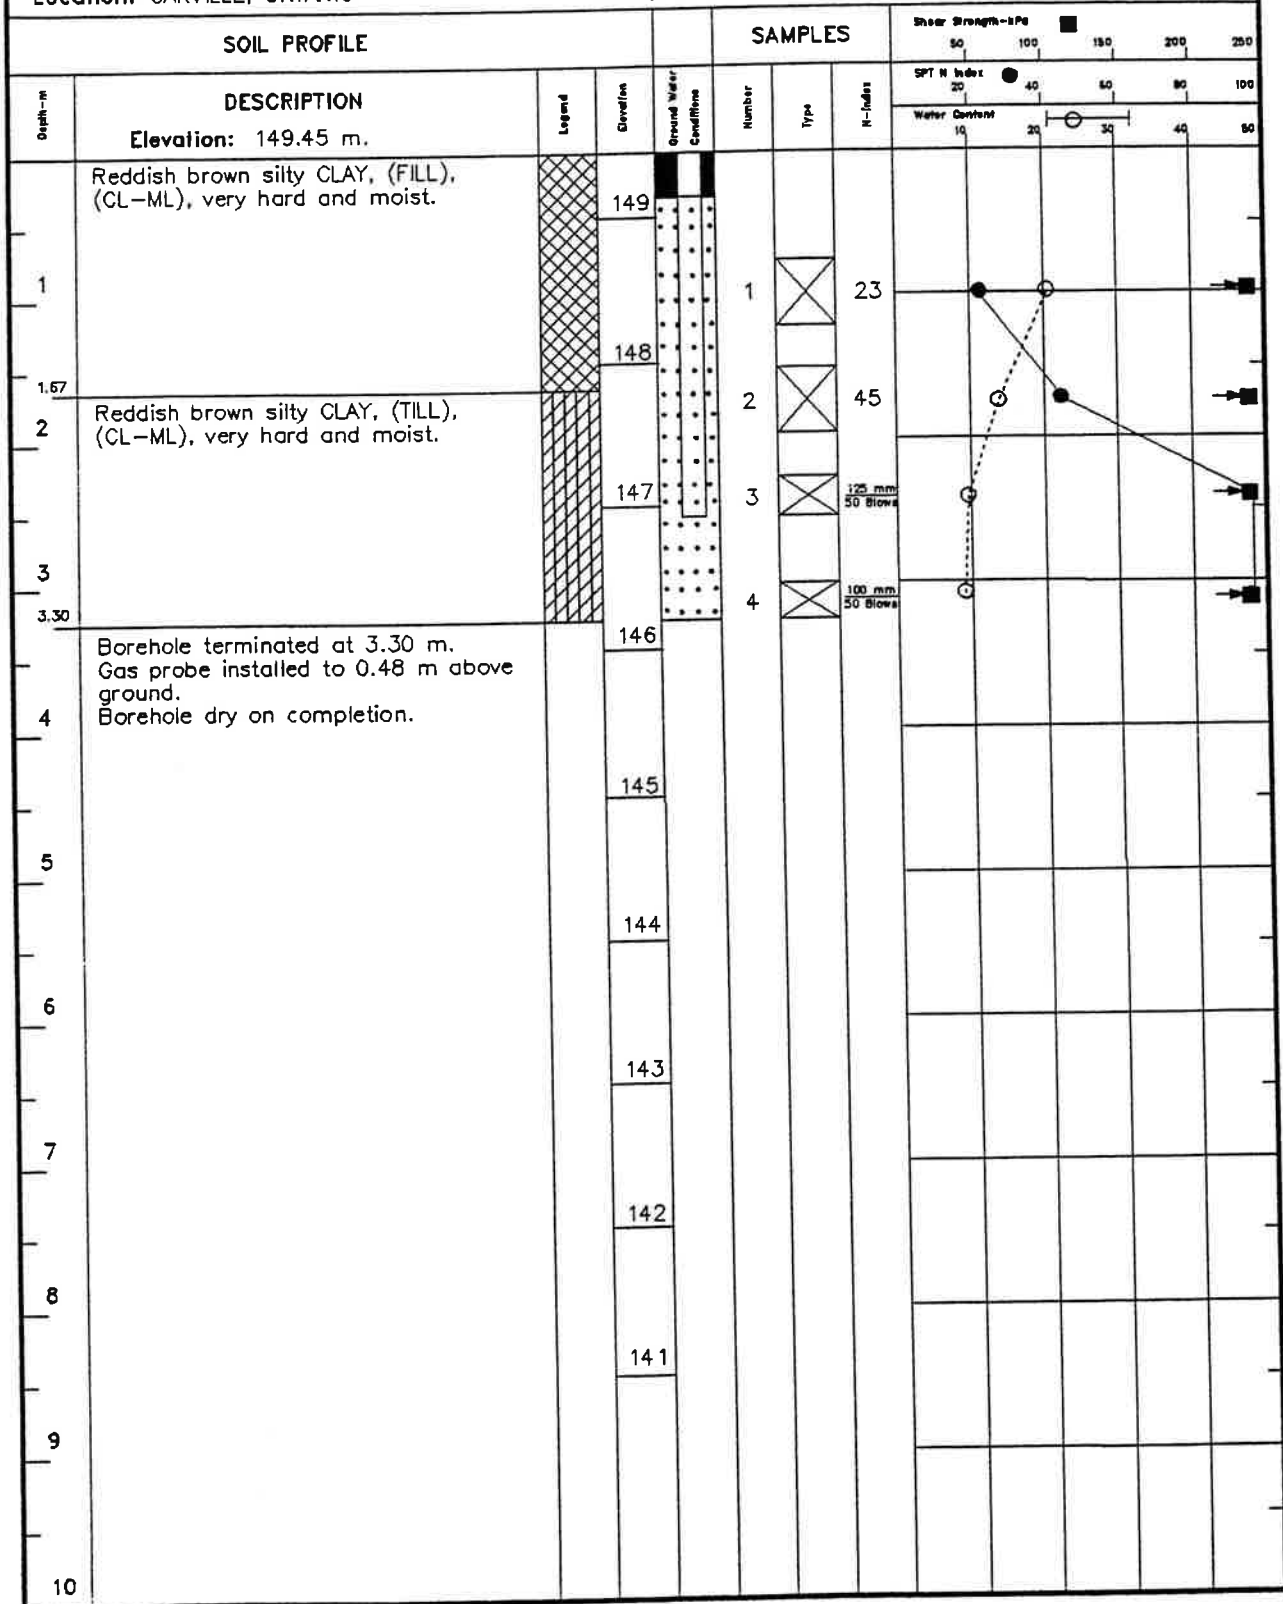 SOIL PROFILE
SAMPLES
Shear Strength-kPa
50 100 150 200 250
SPT N Index
20 40 60 80 100
Water Content
10 20 30 40 50
Depth-m
DESCRIPTION
Elevation: 149.45 m.
Legend
Elevation
Ground Water
Conditions
Number
Type
N-Index
Reddish brown silty CLAY, (FILL),
(CL-ML), very hard and moist.
149
1
1
23
148
1.67
Reddish brown silty CLAY, (TILL),
(CL-ML), very hard and moist.
2
2
45
147
3
125 mm
50 Blows
3
4
100 mm
50 Blows
3.30
Borehole terminated at 3.30 m.
Gas probe installed to 0.48 m above
ground.
Borehole dry on completion.
146
4
145
5
144
6
143
7
142
8
141
9
10